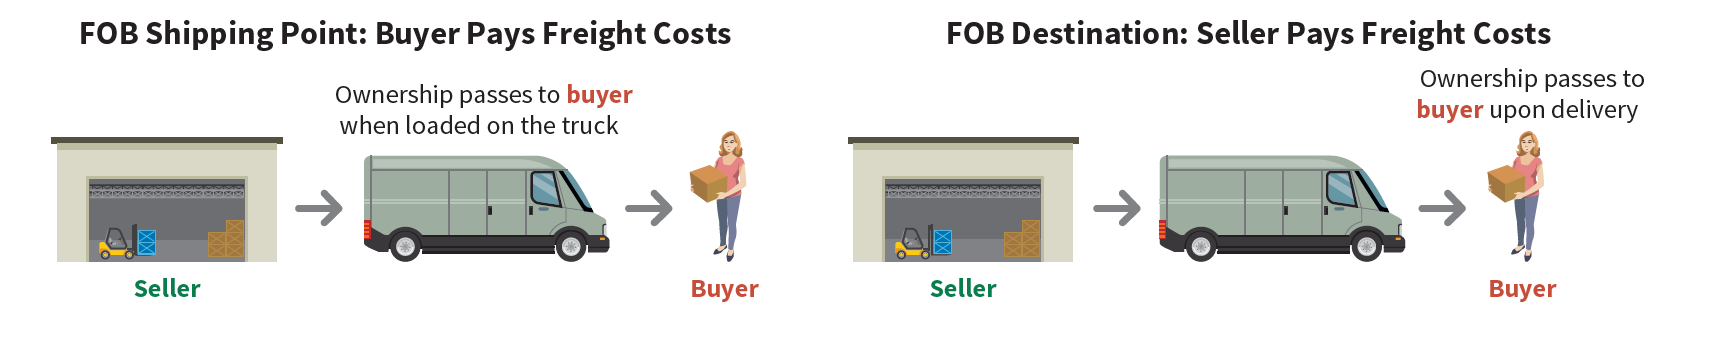 FOB Shipping Point: Buyer Pays Freight Costs
Ownership passes to buyer
when loaded on the truck
Seller
Buyer
FOB Destination: Seller Pays Freight Costs
Ownership passes to
buyer upon delivery
Seller
Buyer